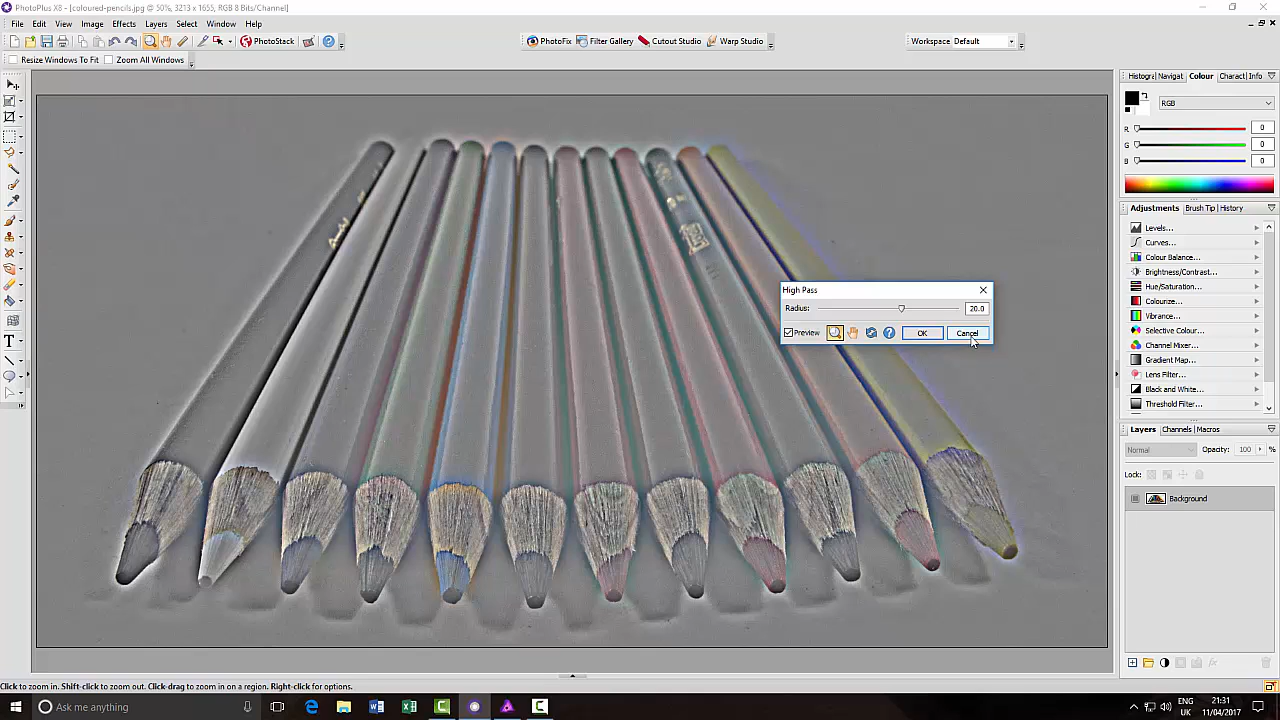 PhotoPlus X8 - [coloured-pencils.jpg @ 50%, 3213 x 1655, RGB 8 Bits/Channel]
File Edit View Image Effects Layers Select Window Help
PhotoStack PhotoFix Filter Gallery Cutout Studio Warp Studio Workspace Default
Resize Windows To Fit Zoom All Windows
Histogra Navigat Colour Charact Info
RGB
R 0
G 0
B 0
Adjustments Brush Tip History
Levels...
Curves...
Colour Balance...
Brightness/Contrast...
Hue/Saturation...
Colourize...
Vibrance...
Selective Colour...
Channel Mixer...
Gradient Map...
Lens Filter...
Black and White...
Threshold Filter...
High Pass
Radius: 20.0
Preview OK Cancel
Layers Channels Macros
Normal Opacity: 100 %
Lock:
Background
Click to zoom in. Shift-click to zoom out. Click-drag to zoom in on a region. Right-click for options.
Ask me anything
ENG 21:31
UK 11/04/2017